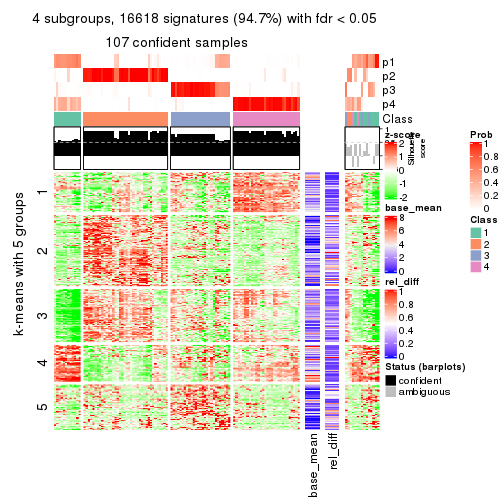 4 subgroups, 16618 signatures (94.7%) with fdr < 0.05
107 confident samples
p1
p2
p3
p4
Class
1
Silhouette
score
z-score
2
1
0
-1
-2
Prob
1
0.8
0.6
0.4
0.2
0
k-means with 5 groups
1
2
3
4
5
base_mean
8
6
4
2
0
Class
1
2
3
4
rel_diff
1
0.8
0.6
0.4
0.2
0
Status (barplots)
confident
ambiguous
base_mean
rel_diff